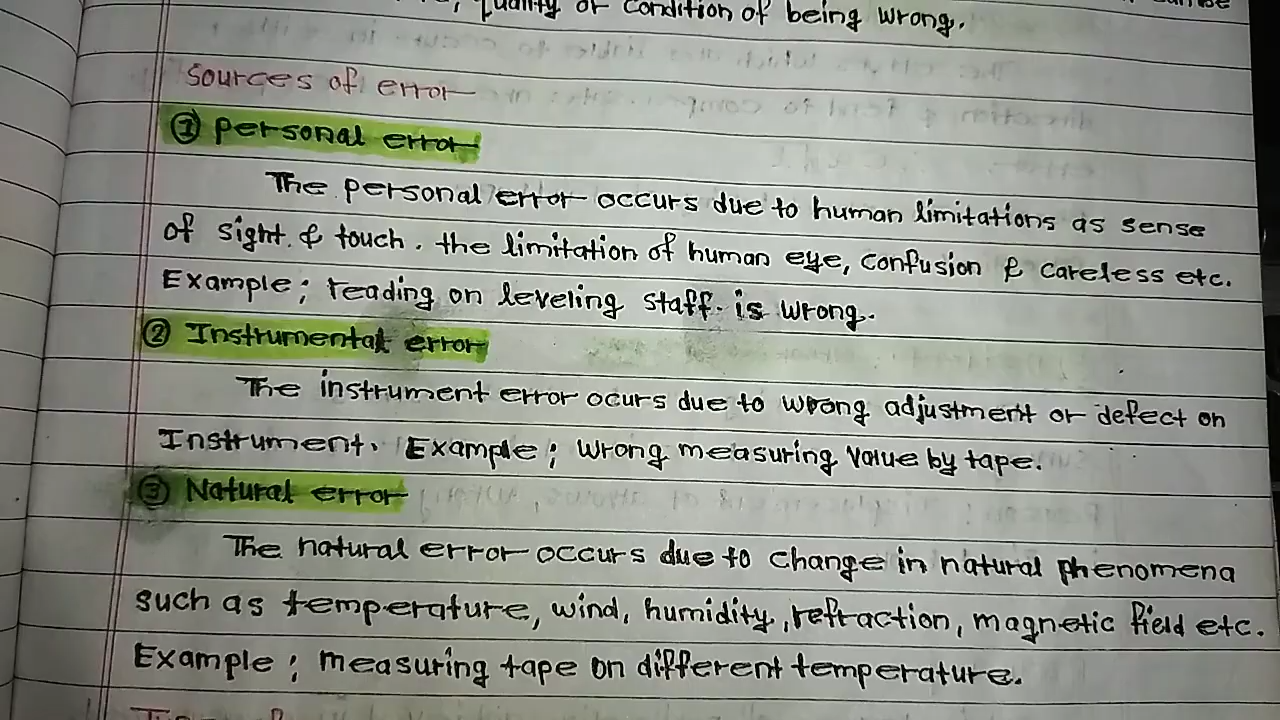 quality or condition of being wrong.
sources of error
① personal error
The personal error occurs due to human limitations as sense
of sight & touch. the limitation of human eye, confusion & careless etc.
Example; reading on leveling staff is wrong.
② Instrumental error
The instrument error ocurs due to wrong adjustment or defect on
Instrument. Example; wrong measuring value by tape.
③ Natural error
The natural error occurs due to change in natural phenomena
such as temperature, wind, humidity, refraction, magnetic field etc.
Example; measuring tape on different temperature.